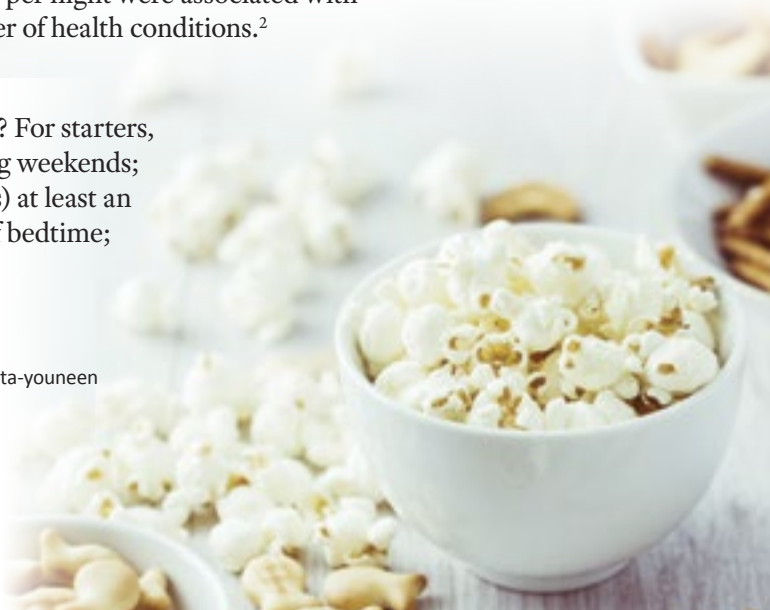 per night were associated with
er of health conditions.²
? For starters,
g weekends;
) at least an
bedtime;
ta-youneen